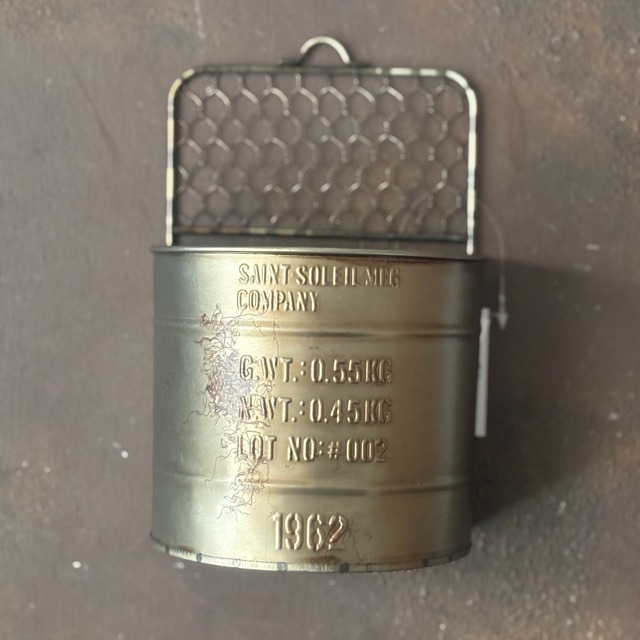 SAINT SOLEIL MFG
COMPANY
G.WT.:0.55KG
N.WT.:0.45KG
LOT NO:#002
1962